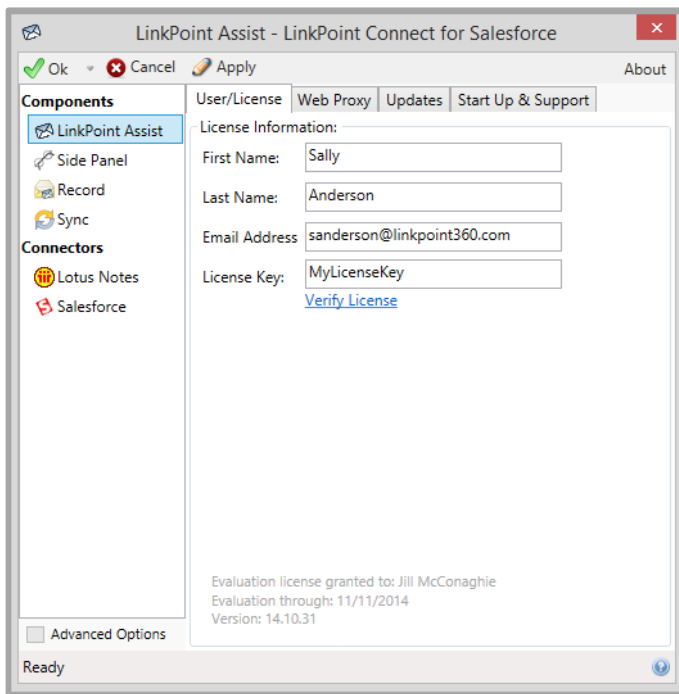 LinkPoint Assist - LinkPoint Connect for Salesforce
Ok Cancel Apply About
Components
LinkPoint Assist
Side Panel
Record
Sync
Connectors
Lotus Notes
Salesforce
User/License Web Proxy Updates Start Up & Support
License Information:
First Name: Sally
Last Name: Anderson
Email Address sanderson@linkpoint360.com
License Key: MyLicenseKey
Verify License
Evaluation license granted to: Jill McConaghie
Evaluation through: 11/11/2014
Version: 14.10.31
Advanced Options
Ready